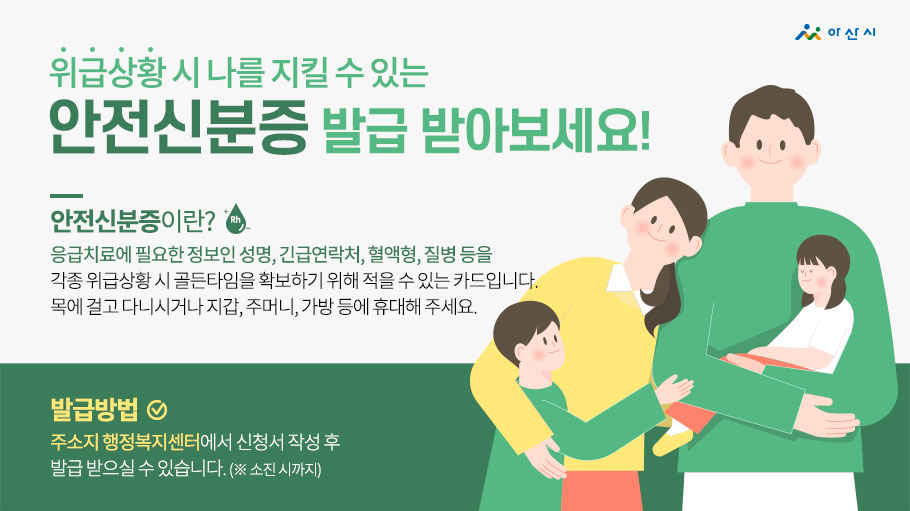 아산시
위급상황 시 나를 지킬 수 있는
안전신분증 발급 받아보세요!
안전신분증이란?
Rh
응급치료에 필요한 정보인 성명, 긴급연락처, 혈액형, 질병 등을
각종 위급상황 시 골든타임을 확보하기 위해 적을 수 있는 카드입니다.
목에 걸고 다니시거나 지갑, 주머니, 가방 등에 휴대해 주세요.
발급방법
주소지 행정복지센터에서 신청서 작성 후
발급 받으실 수 있습니다. (※ 소진 시까지)